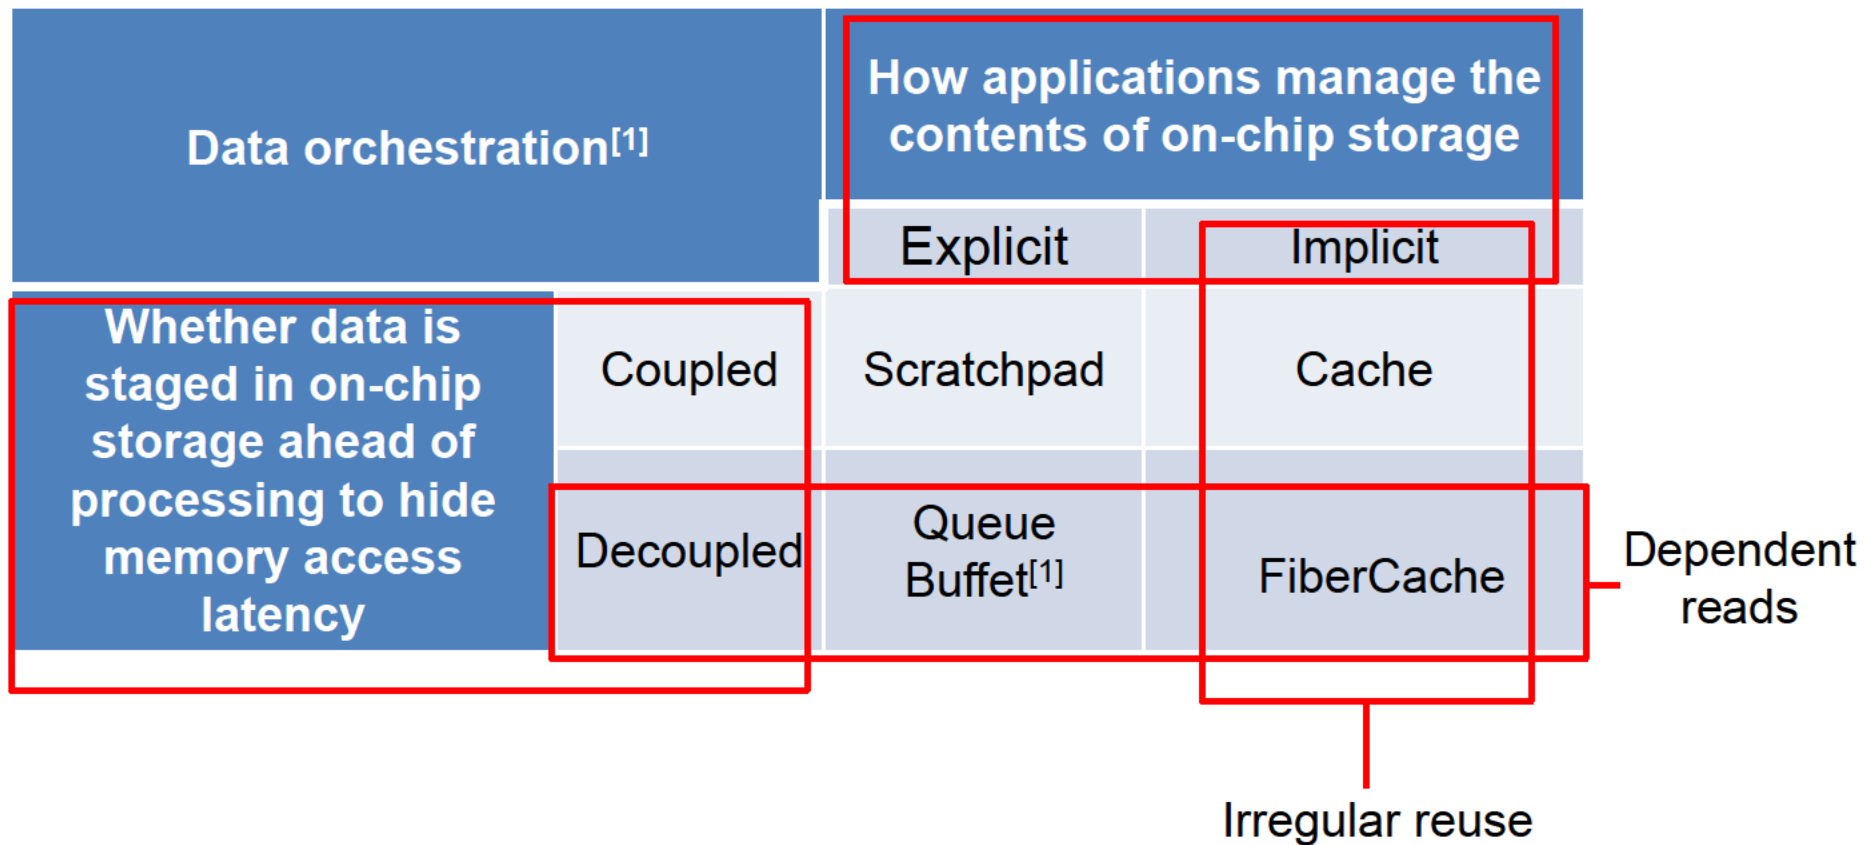 Data orchestration[1]
How applications manage the
contents of on-chip storage
Explicit
Implicit
Whether data is
staged in on-chip
storage ahead of
processing to hide
memory access
latency
Coupled
Scratchpad
Cache
Decoupled
Queue
Buffet[1]
FiberCache
Dependent
reads
Irregular reuse